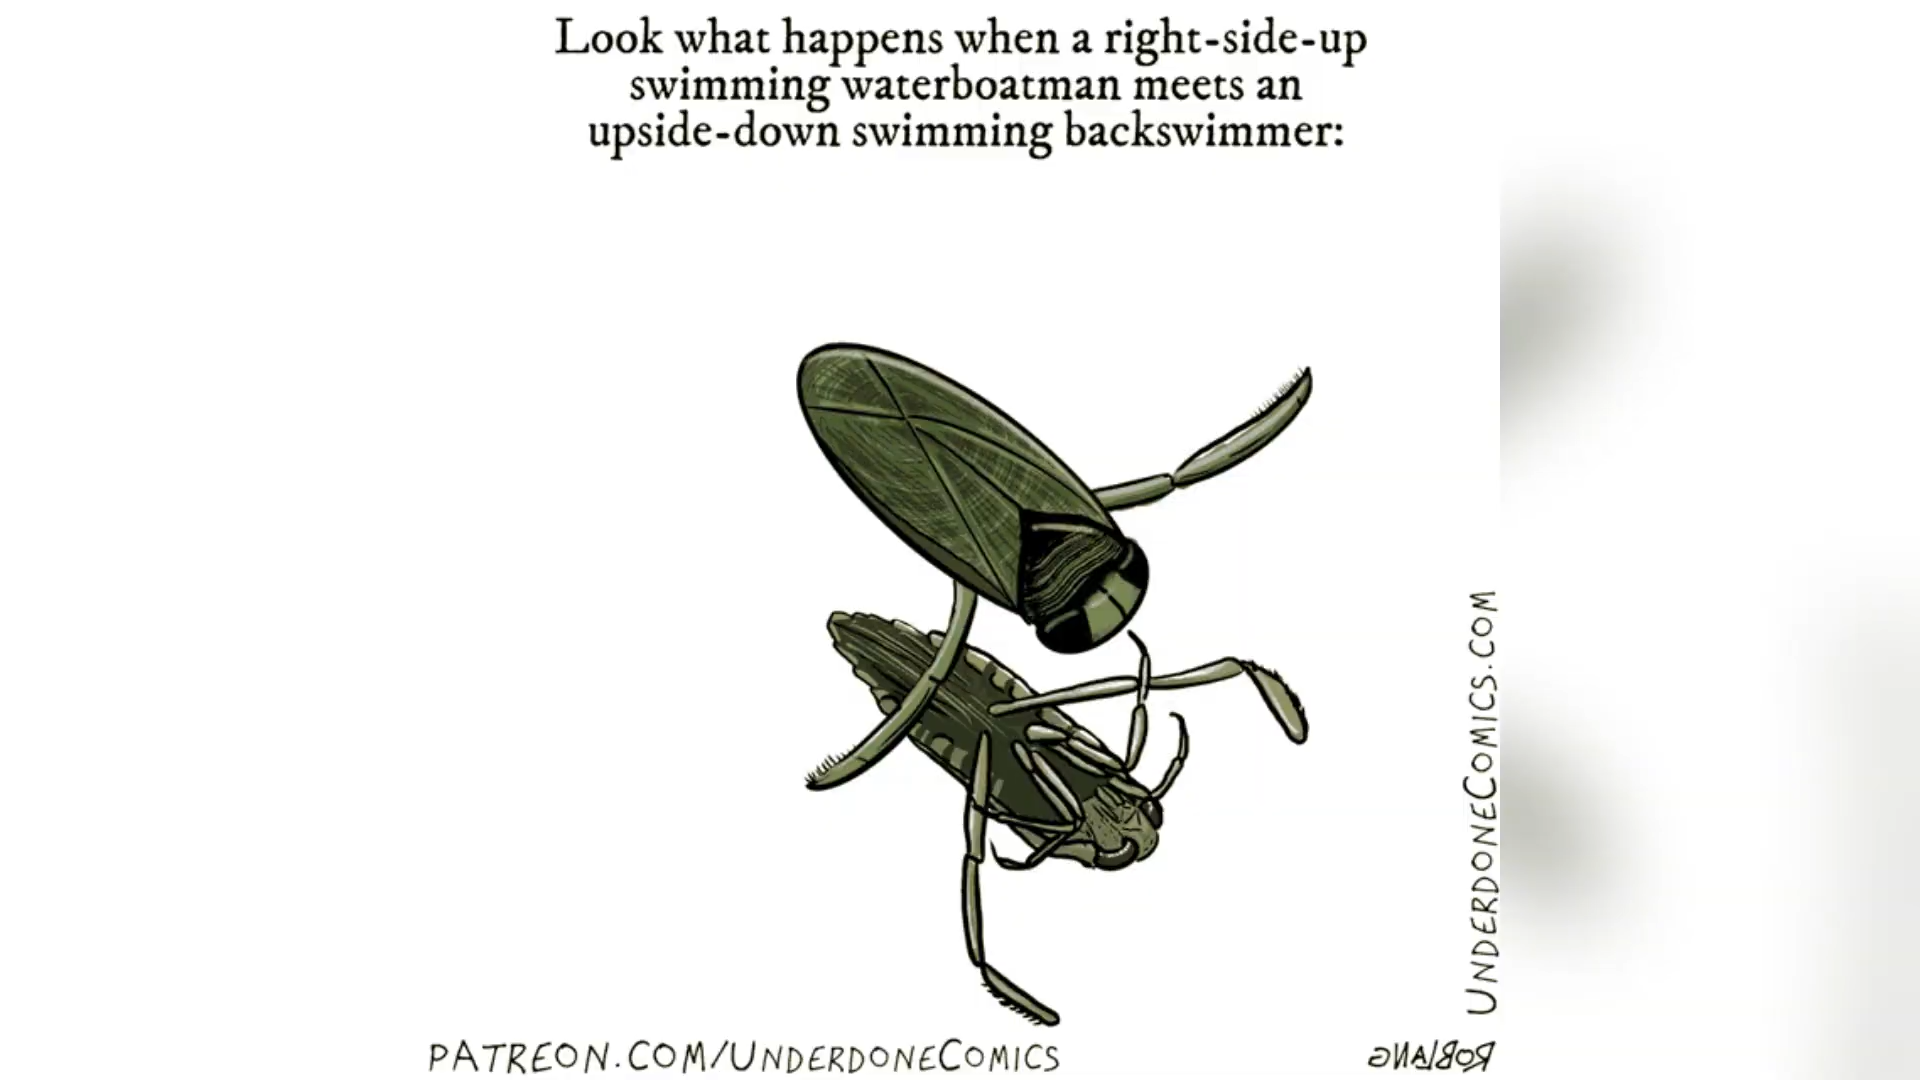 Look what happens when a right-side-up
swimming waterboatman meets an
upside-down swimming backswimmer:
UNDERDONECOMICS.COM
PATREON.COM/UNDERDONECOMICS
ROBLANG